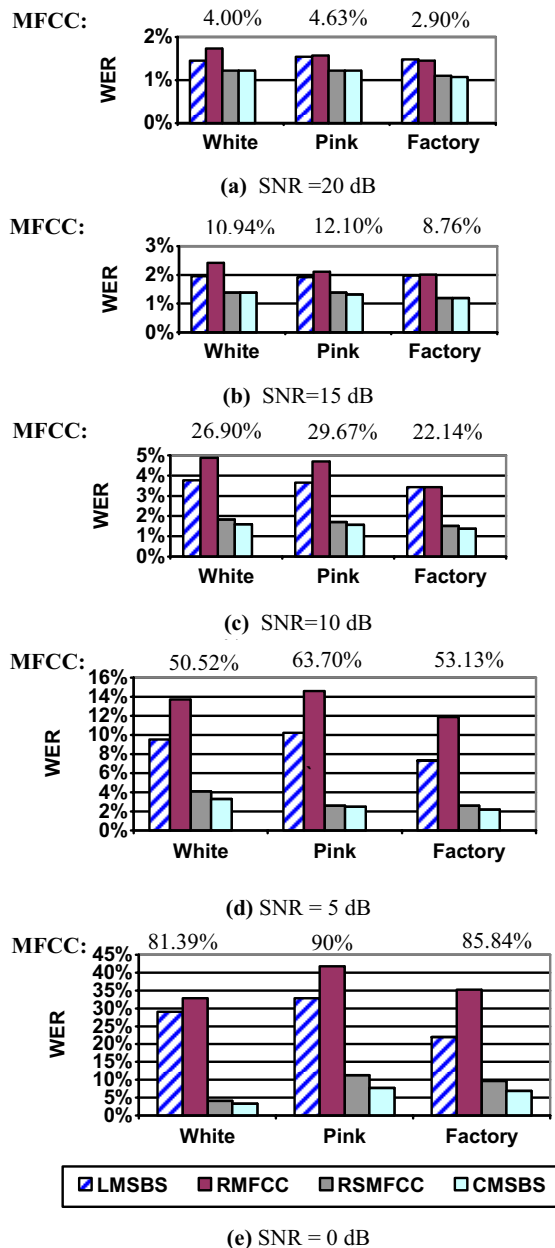 MFCC: 4.00% 4.63% 2.90%
2%
1%
0%
WER
White Pink Factory
(a) SNR =20 dB
MFCC: 10.94% 12.10% 8.76%
3%
2%
1%
0%
WER
White Pink Factory
(b) SNR=15 dB
MFCC: 26.90% 29.67% 22.14%
5%
4%
3%
2%
1%
0%
WER
White Pink Factory
(c) SNR=10 dB
MFCC: 50.52% 63.70% 53.13%
16%
14%
12%
10%
8%
6%
4%
2%
0%
WER
White Pink Factory
(d) SNR = 5 dB
MFCC: 81.39% 90% 85.84%
45%
40%
35%
30%
25%
20%
15%
10%
5%
0%
WER
White Pink Factory
LMSBS RMFCC RSMFCC CMSBS
(e) SNR = 0 dB